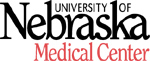 UNIVERSITY OF
Nebraska
Medical Center